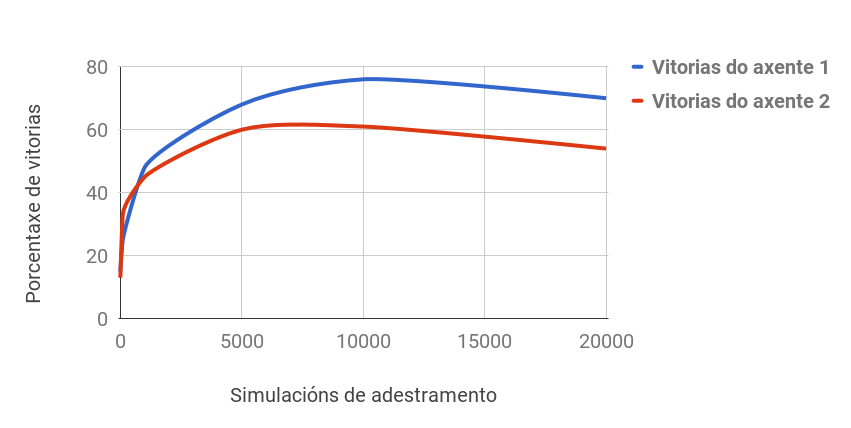 Vitorias do axente 1
Vitorias do axente 2
Porcentaxe de vitorias
80
60
40
20
0
0 5000 10000 15000 20000
Simulacións de adestramento